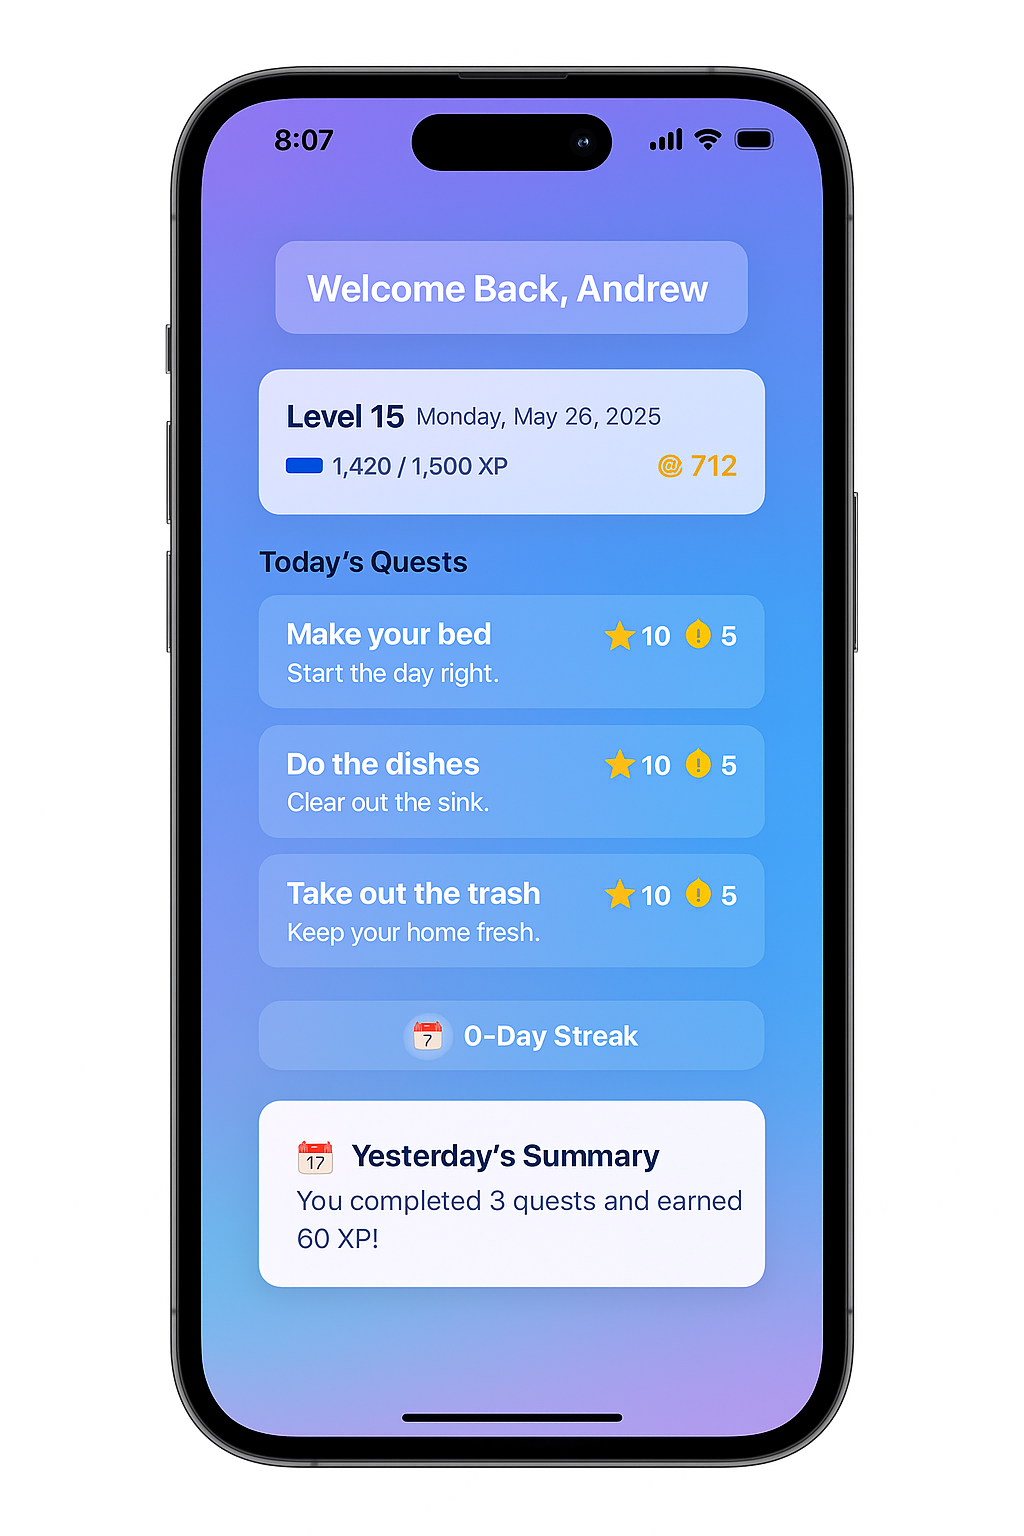 8:07
Welcome Back, Andrew
Level 15 Monday, May 26, 2025
1,420 / 1,500 XP @ 712
Today's Quests
Make your bed 10 ! 5
Start the day right.
Do the dishes 10 ! 5
Clear out the sink.
Take out the trash 10 ! 5
Keep your home fresh.
7 0-Day Streak
17 Yesterday's Summary
You completed 3 quests and earned
60 XP!